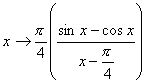 x → π/4 ( (sin x − cos x) / (x − π/4) )